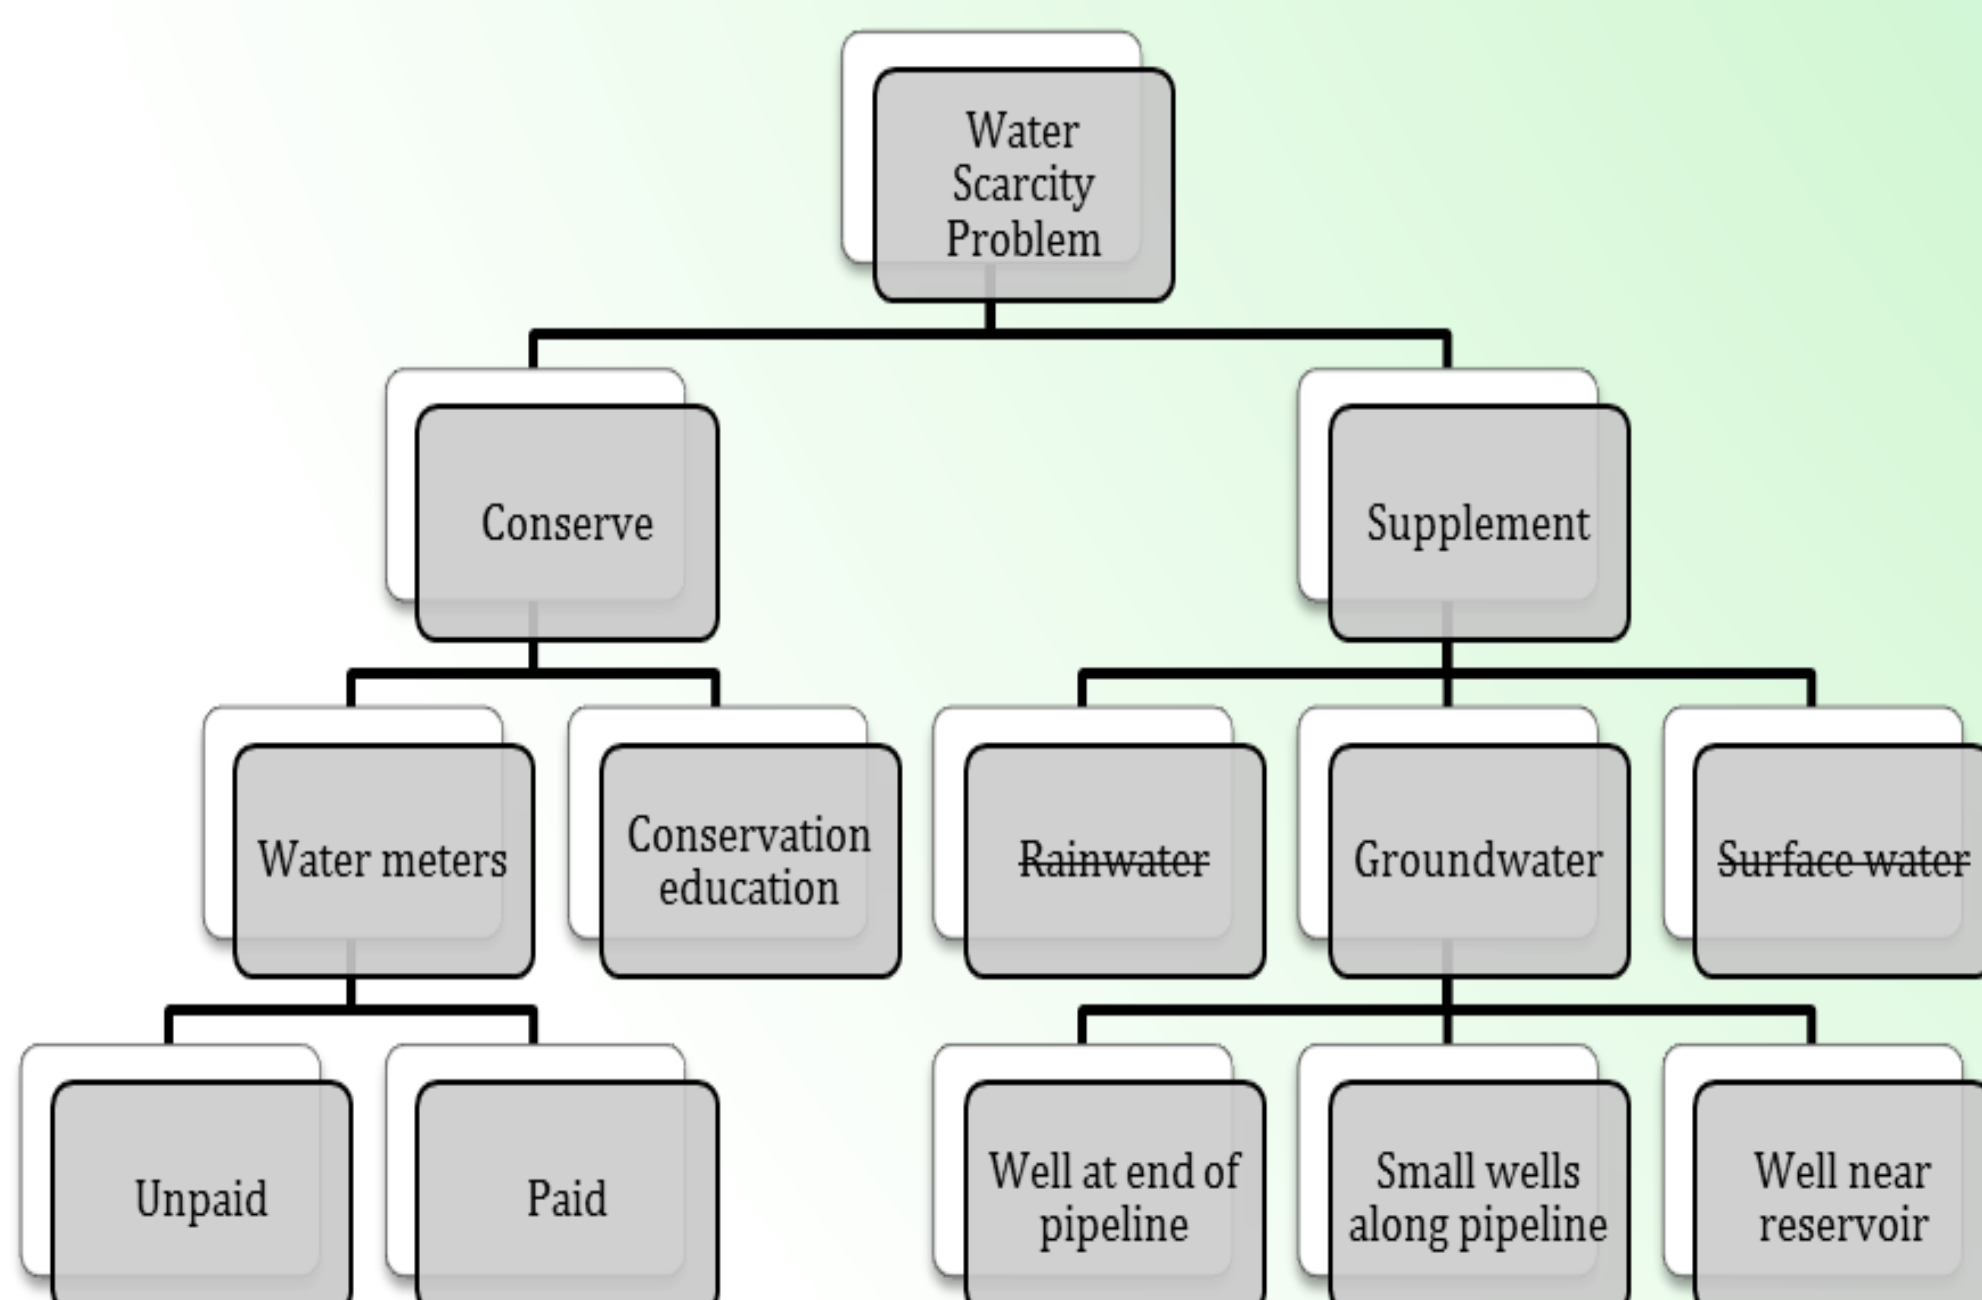 Water
Scarcity
Problem
Conserve
Supplement
Water meters
Conservation
education
Rainwater
Groundwater
Surface water
Unpaid
Paid
Well at end of
pipeline
Small wells
along pipeline
Well near
reservoir